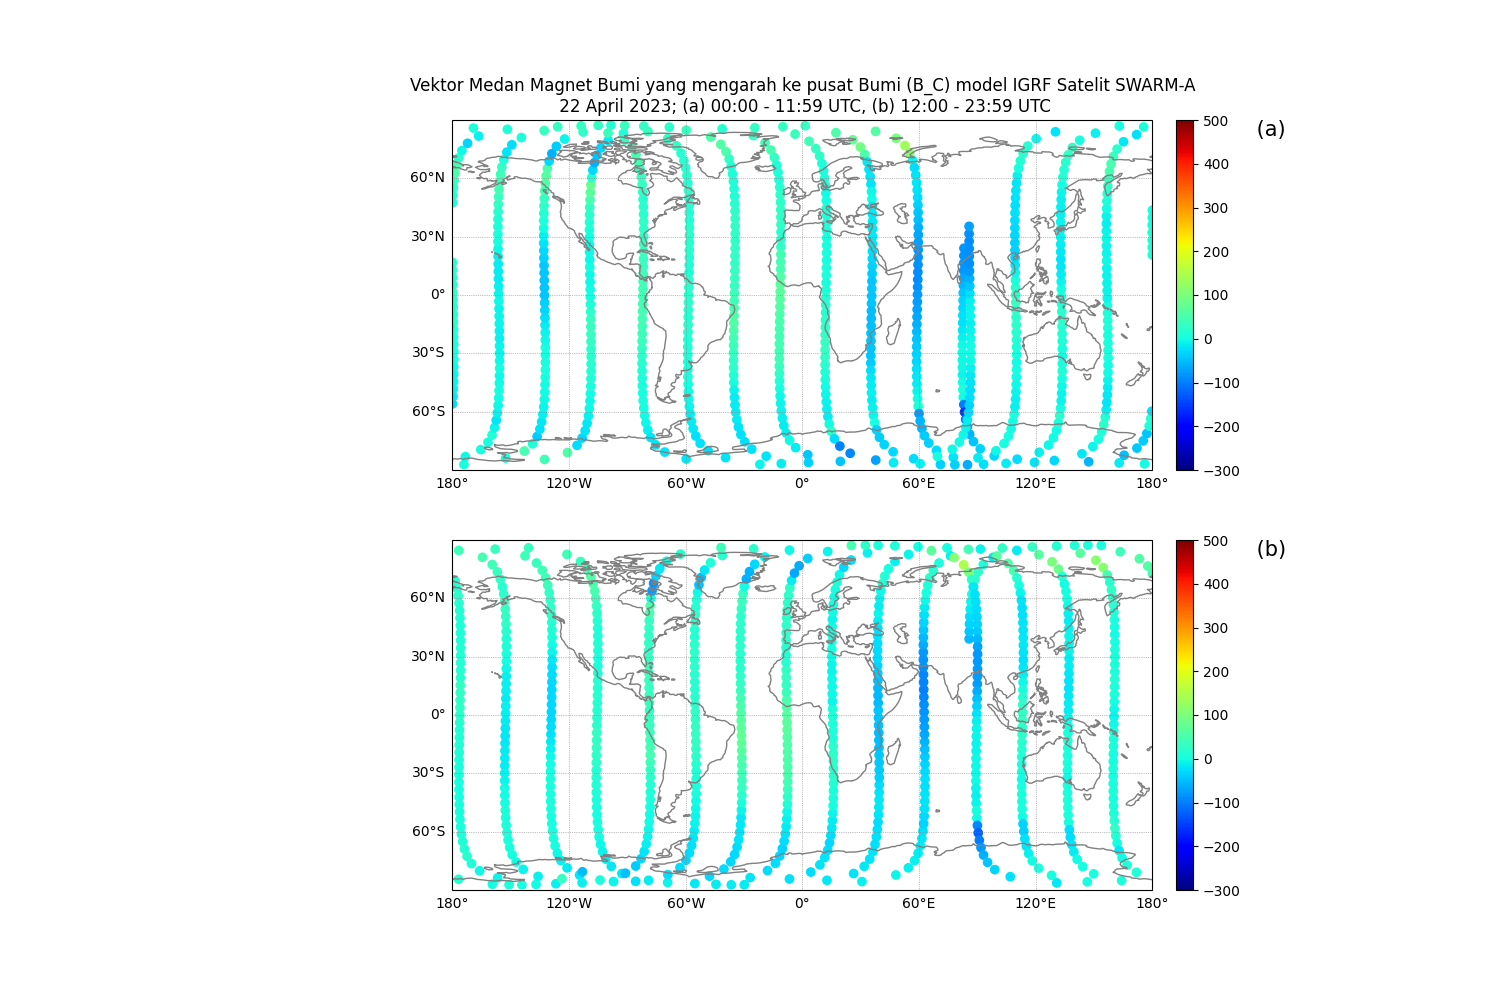 Vektor Medan Magnet Bumi yang mengarah ke pusat Bumi (B_C) model IGRF Satelit SWARM-A
22 April 2023; (a) 00:00 - 11:59 UTC, (b) 12:00 - 23:59 UTC
(a)
60°N
30°N
0°
30°S
60°S
180° 120°W 60°W 0° 60°E 120°E 180°
500
400
300
200
100
0
−100
−200
−300
(b)
60°N
30°N
0°
30°S
60°S
180° 120°W 60°W 0° 60°E 120°E 180°
500
400
300
200
100
0
−100
−200
−300